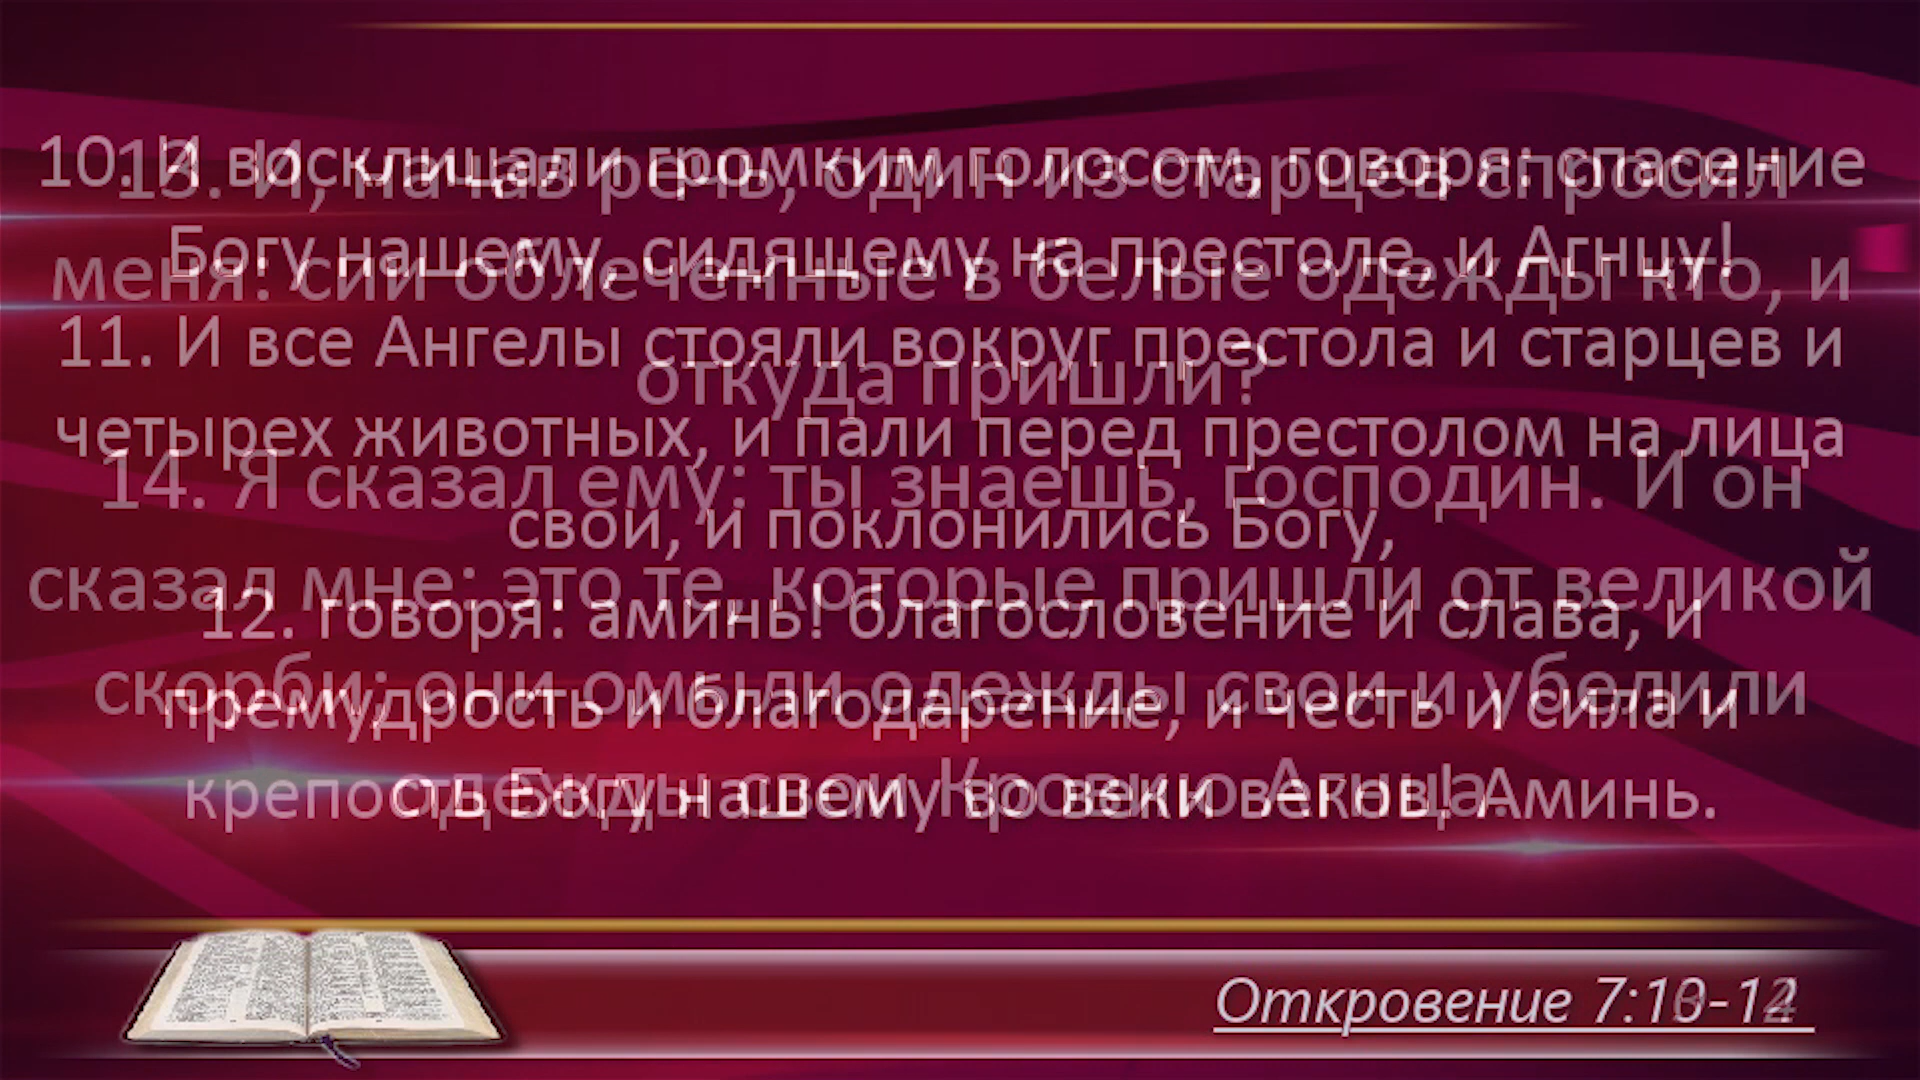 10. И восклицали громким голосом, говоря: спасение
Богу нашему, сидящему на престоле, и Агнцу!
11. И все Ангелы стояли вокруг престола и старцев и
четырех животных, и пали перед престолом на лица
свои, и поклонились Богу,
12. говоря: аминь! благословение и слава, и
премудрость и благодарение, и честь и сила и
крепость Богу нашему во веки веков! Аминь.
13. И, начав речь, один из старцев спросил
меня: сии облеченные в белые одежды кто, и
откуда пришли?
14. Я сказал ему: ты знаешь, господин. И он
сказал мне: это те, которые пришли от великой
скорби; они омыли одежды свои и убелили
одежды свои Кровию Агнца.
Откровение 7:10-12